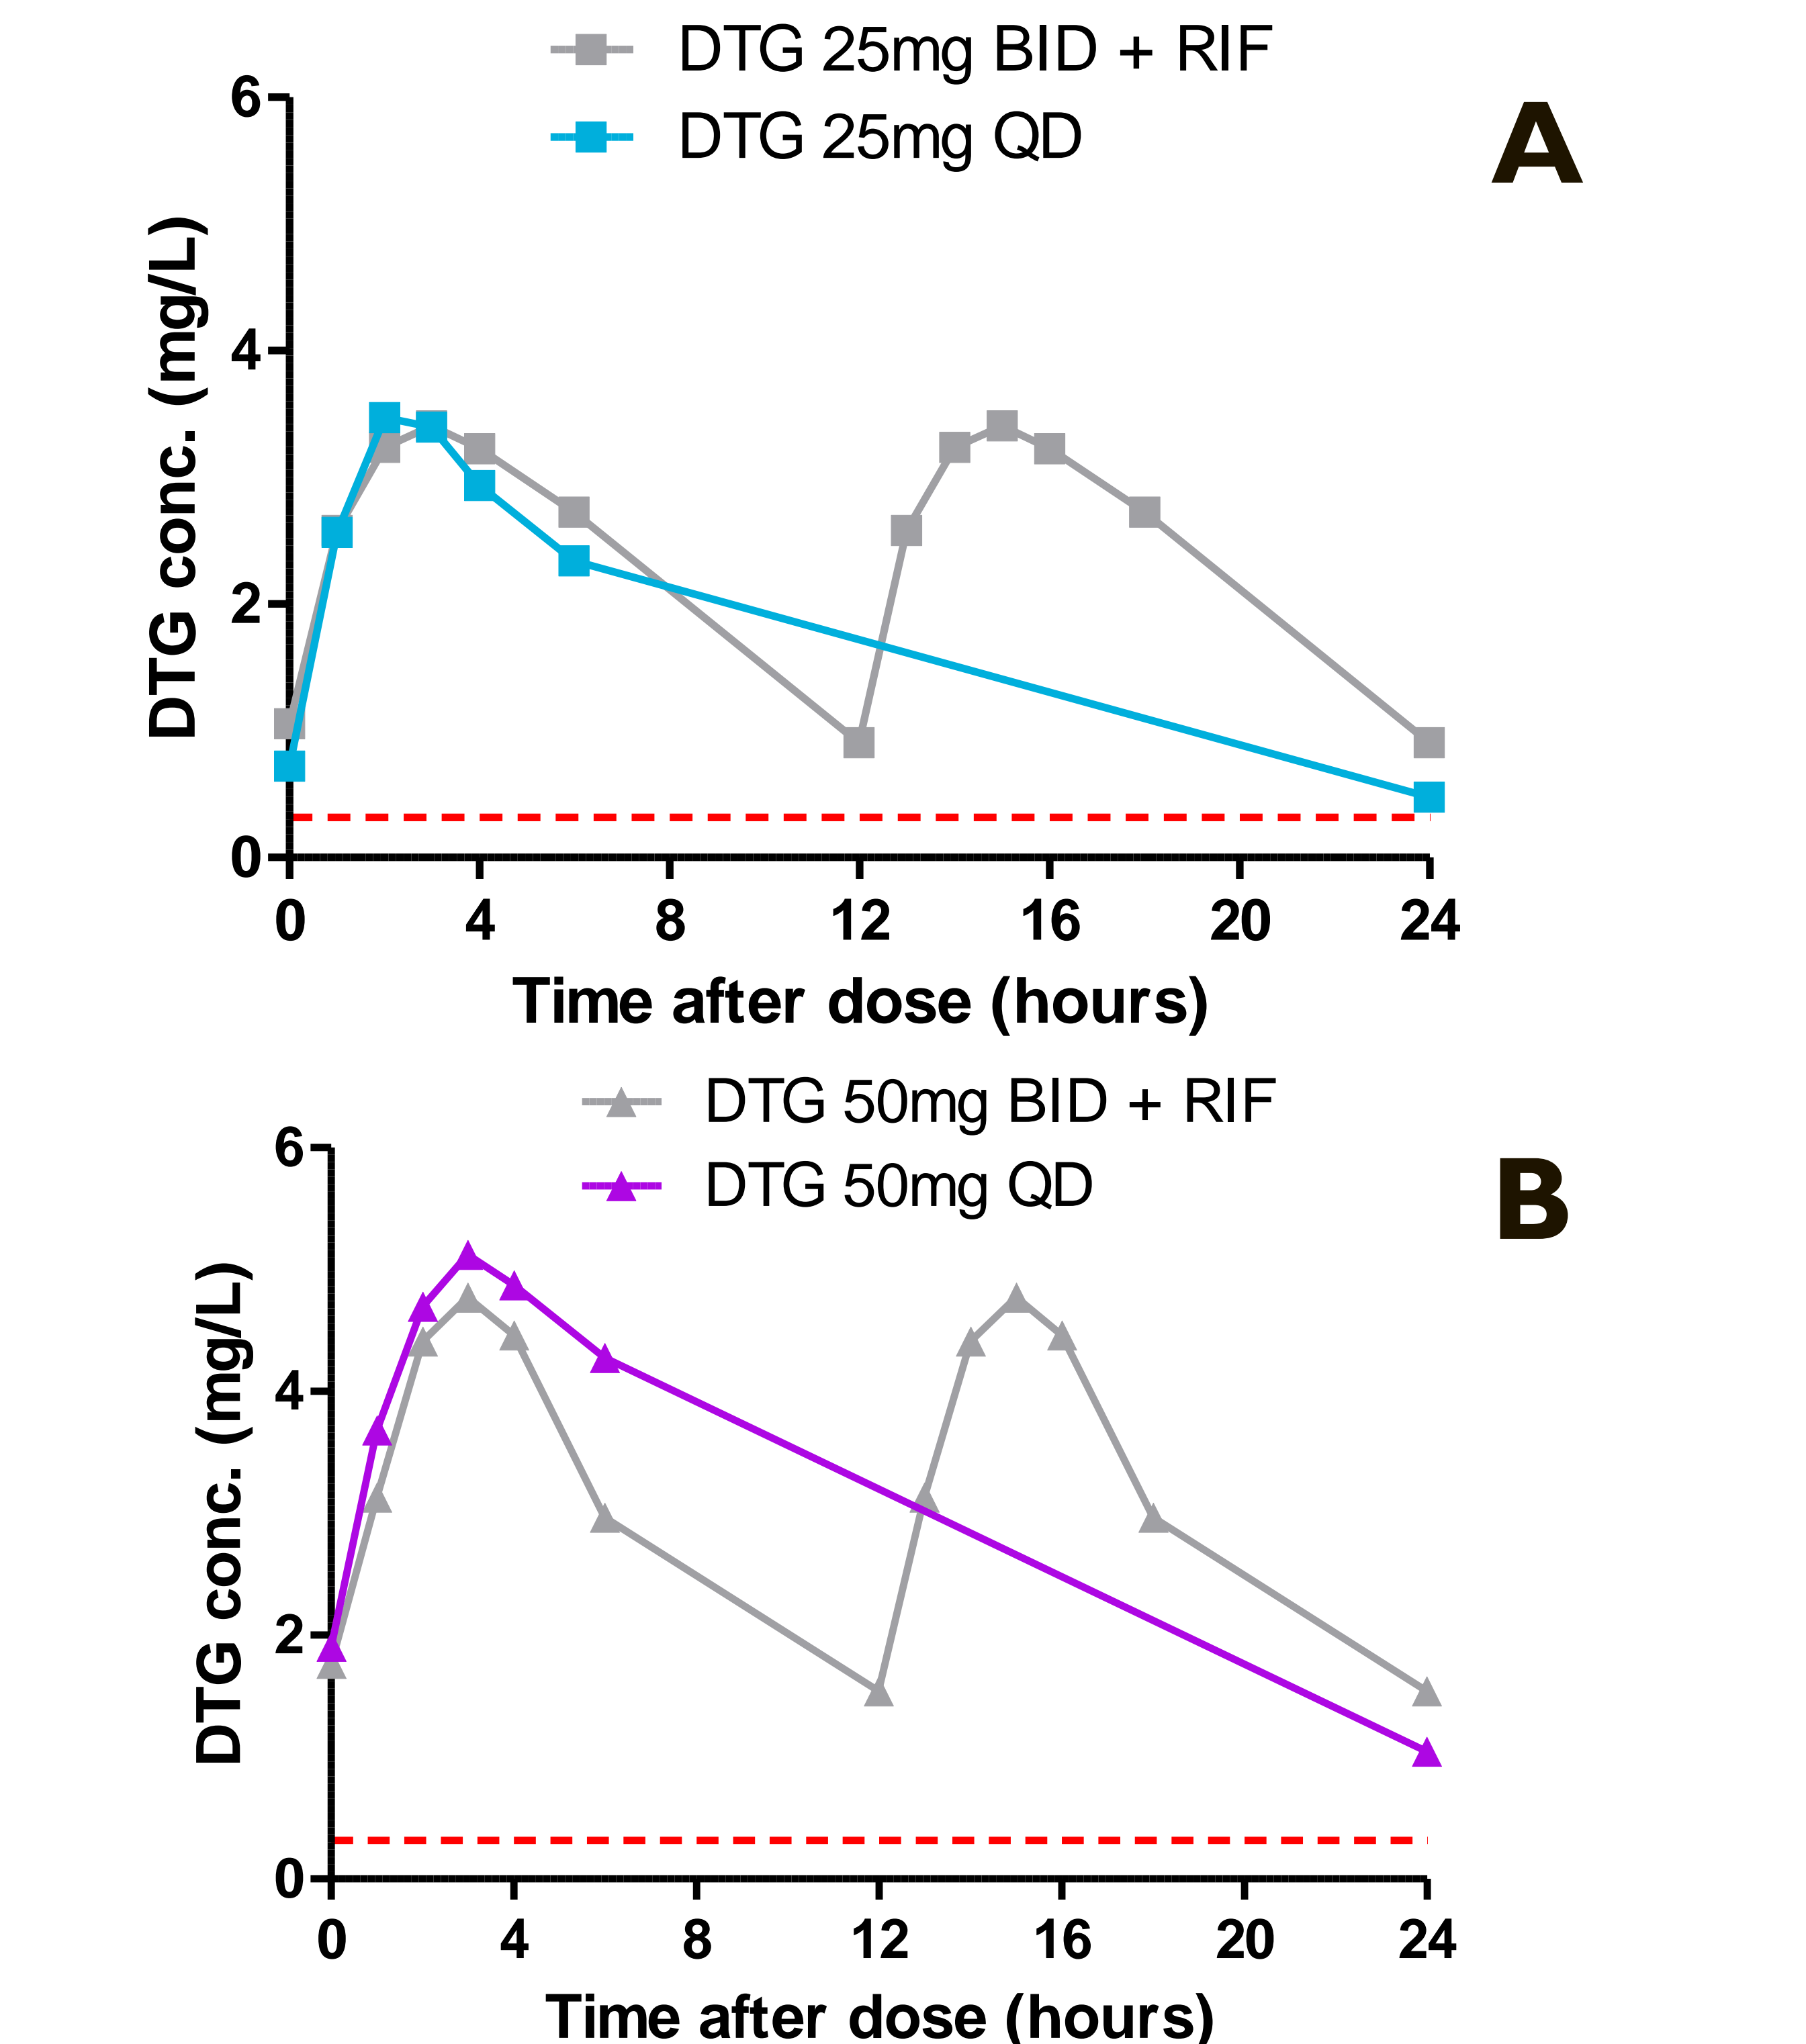 DTG 25mg BID + RIF
DTG 25mg QD
A
DTG conc. (mg/L)
6
4
2
0
0 4 8 12 16 20 24
Time after dose (hours)
DTG 50mg BID + RIF
DTG 50mg QD
B
DTG conc. (mg/L)
6
4
2
0
0 4 8 12 16 20 24
Time after dose (hours)